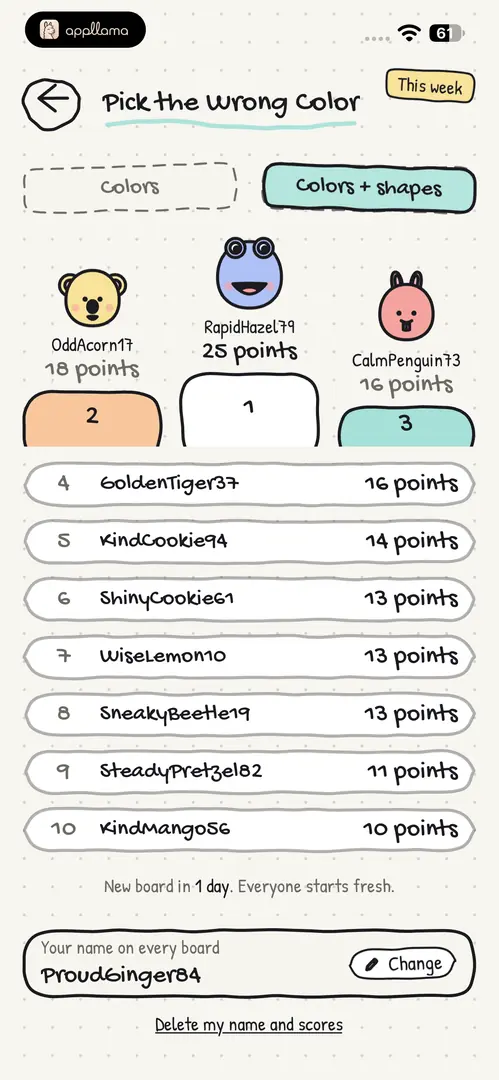 appllama
61
Pick the Wrong Color
This week
Colors
Colors + shapes
RapidHazel79
25 points
OddAcorn17
18 points
CalmPenguin73
16 points
1
2
3
4 GoldenTiger37 16 points
5 KindCookie94 14 points
6 ShinyCookie61 13 points
7 WiseLemon10 13 points
8 SneakyBeetle19 13 points
9 SteadyPretzel82 11 points
10 KindMango56 10 points
New board in 1 day. Everyone starts fresh.
Your name on every board
ProudGinger84
Change
Delete my name and scores